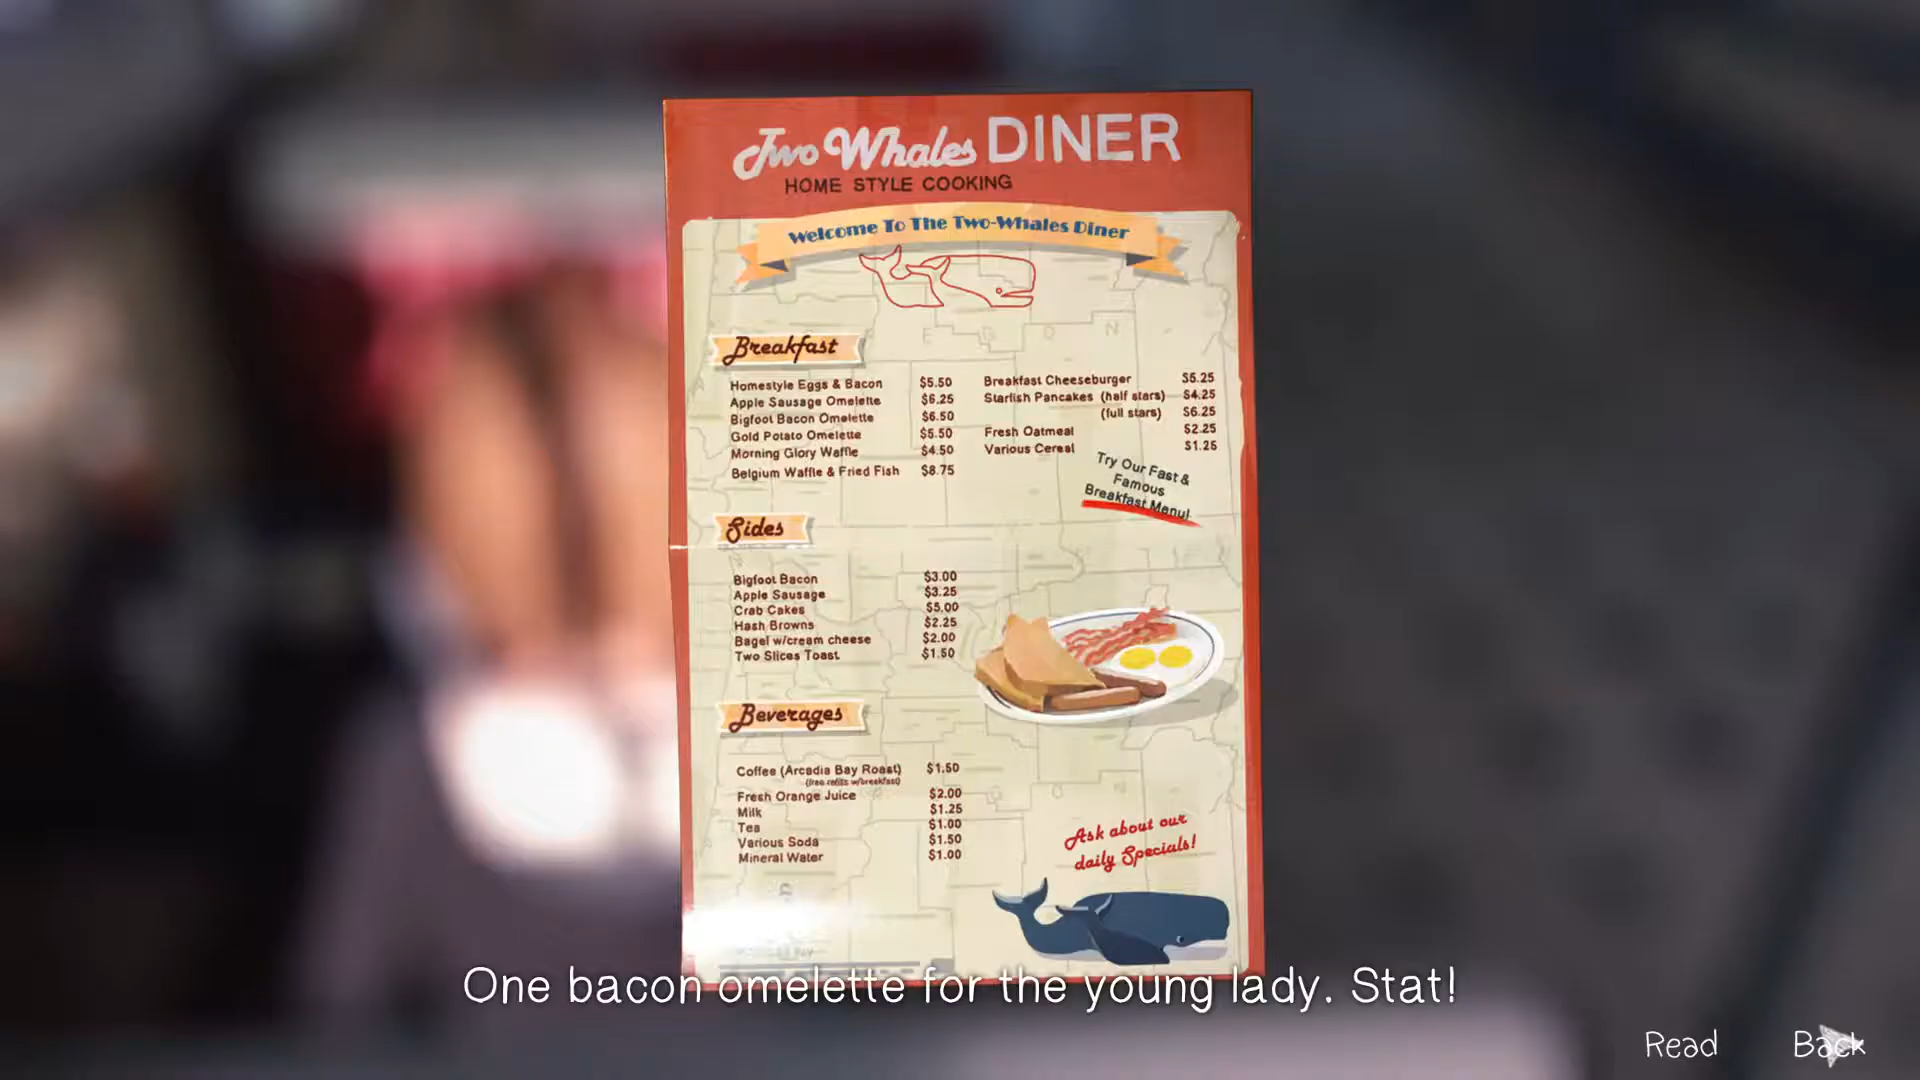 Two Whales DINER
HOME STYLE COOKING
Welcome To The Two-Whales Diner
E G O N
Breakfast
Homestyle Eggs & Bacon $5.50
Apple Sausage Omelette $6.25
Bigfoot Bacon Omelette $6.50
Gold Potato Omelette $5.50
Morning Glory Waffle $4.50
Belgium Waffle & Fried Fish $8.75
Breakfast Cheeseburger $5.25
Starfish Pancakes (half stars) $4.25
(full stars) $6.25
Fresh Oatmeal $2.25
Various Cereal $1.25
Try Our Fast &
Famous
Breakfast Menu!
Sides
Bigfoot Bacon $3.00
Apple Sausage $3.25
Crab Cakes $5.00
Hash Browns $2.25
Bagel w/cream cheese $2.00
Two Slices Toast $1.50
Beverages
Coffee (Arcadia Bay Roast) $1.50
(free refills w/breakfast)
Fresh Orange Juice $2.00
Milk $1.25
Tea $1.00
Various Soda $1.50
Mineral Water $1.00
Ask about our
daily Specials!
One bacon omelette for the young lady. Stat!
Read Back